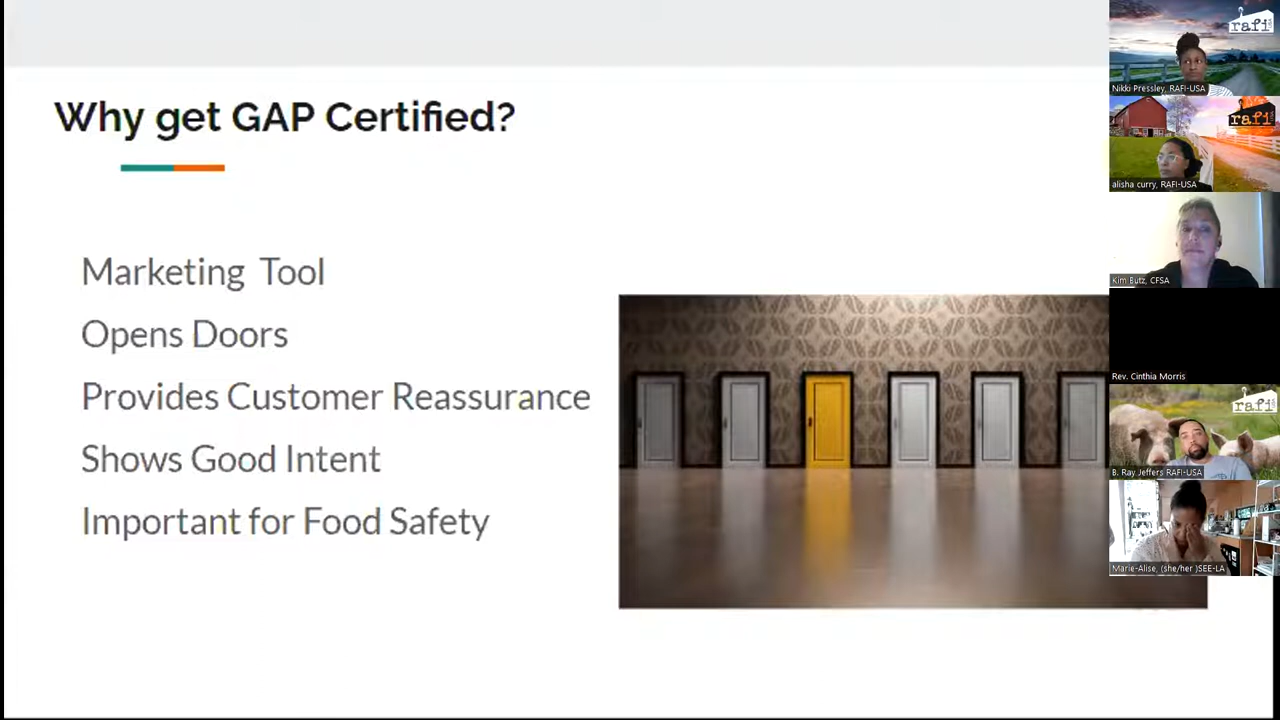 Why get GAP Certified?
Marketing Tool
Opens Doors
Provides Customer Reassurance
Shows Good Intent
Important for Food Safety
rafi
Nikki Pressley, RAFI-USA
rafi
alisha curry, RAFI-USA
Kim Butz, CFSA
Rev. Cinthia Morris
rafi
B. Ray Jeffers RAFI-USA
Marie-Alise, (she/her )SEE-LA